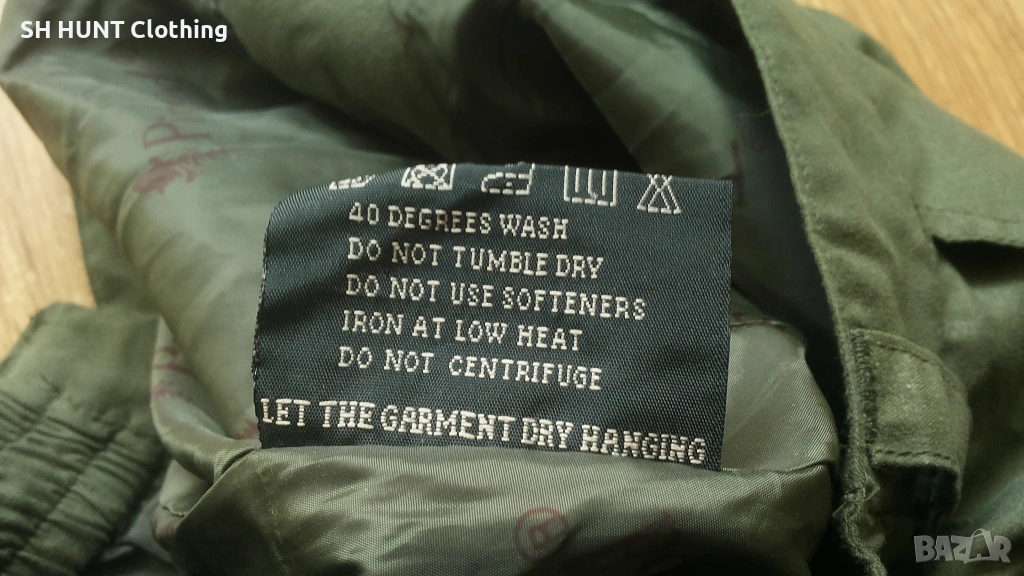 SH HUNT Clothing
40 DEGREES WASH
DO NOT TUMBLE DRY
DO NOT USE SOFTENERS
IRON AT LOW HEAT
DO NOT CENTRIFUGE
LET THE GARMENT DRY HANGING
BAZAR